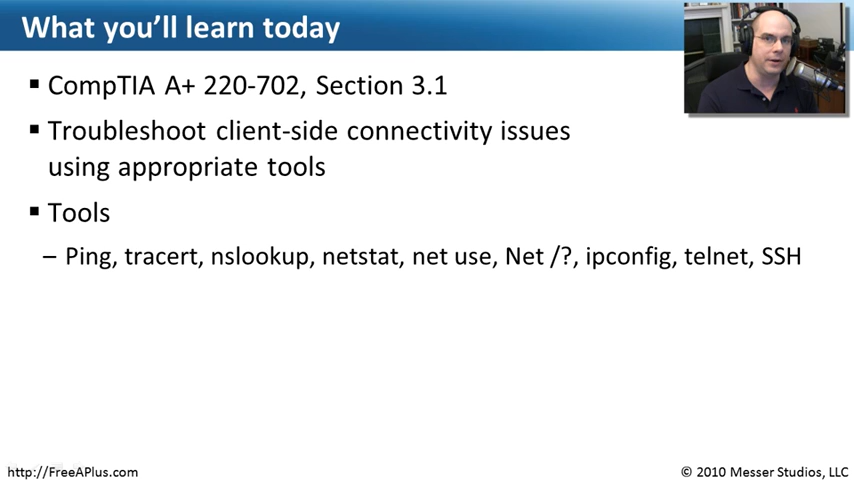 What you'll learn today
▪ CompTIA A+ 220-702, Section 3.1
▪ Troubleshoot client-side connectivity issues
using appropriate tools
▪ Tools
– Ping, tracert, nslookup, netstat, net use, Net /?, ipconfig, telnet, SSH
http://FreeAPlus.com
© 2010 Messer Studios, LLC